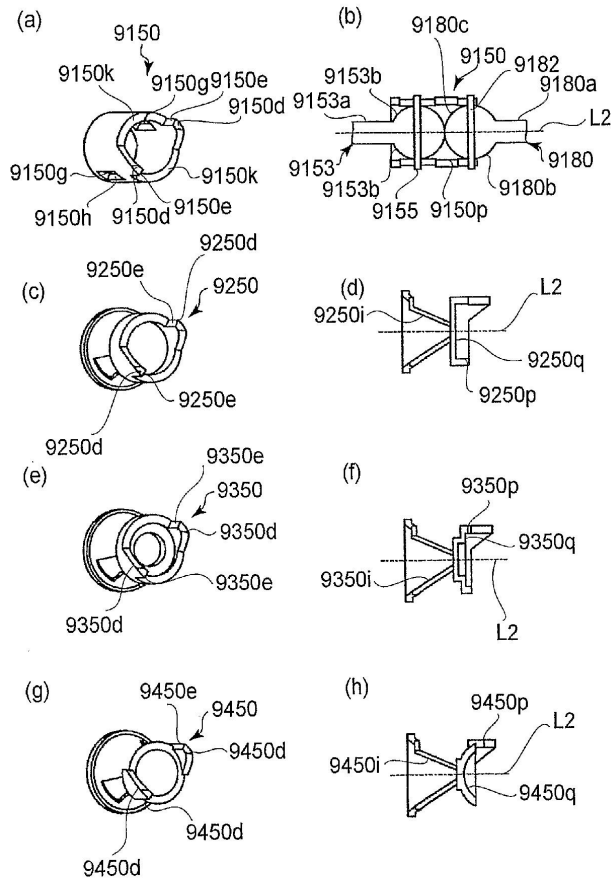 (a)
9150
9150k
9150g
9150e
9150d
9150g
9150h
9150d
9150e
9150k
(b)
9180c
9150
9153b
9182
9153a
9180a
L2
9153
9180
9153b
9155
9150p
9180b
(c)
9250d
9250e
9250
9250e
9250d
(d)
L2
9250i
9250q
9250p
(e)
9350e
9350
9350d
9350e
9350d
(f)
9350p
9350q
9350i
L2
(g)
9450e
9450
9450d
9450d
9450d
(h)
9450p
L2
9450i
9450q